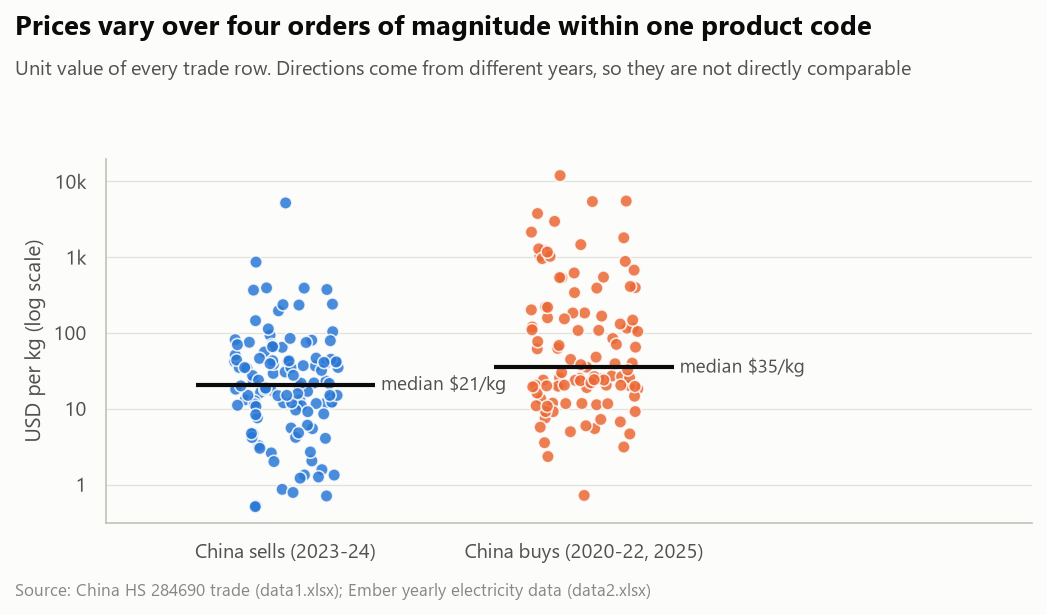 Prices vary over four orders of magnitude within one product code
Unit value of every trade row. Directions come from different years, so they are not directly comparable
USD per kg (log scale)
10k
1k
100
10
1
median $21/kg
median $35/kg
China sells (2023-24)
China buys (2020-22, 2025)
Source: China HS 284690 trade (data1.xlsx); Ember yearly electricity data (data2.xlsx)